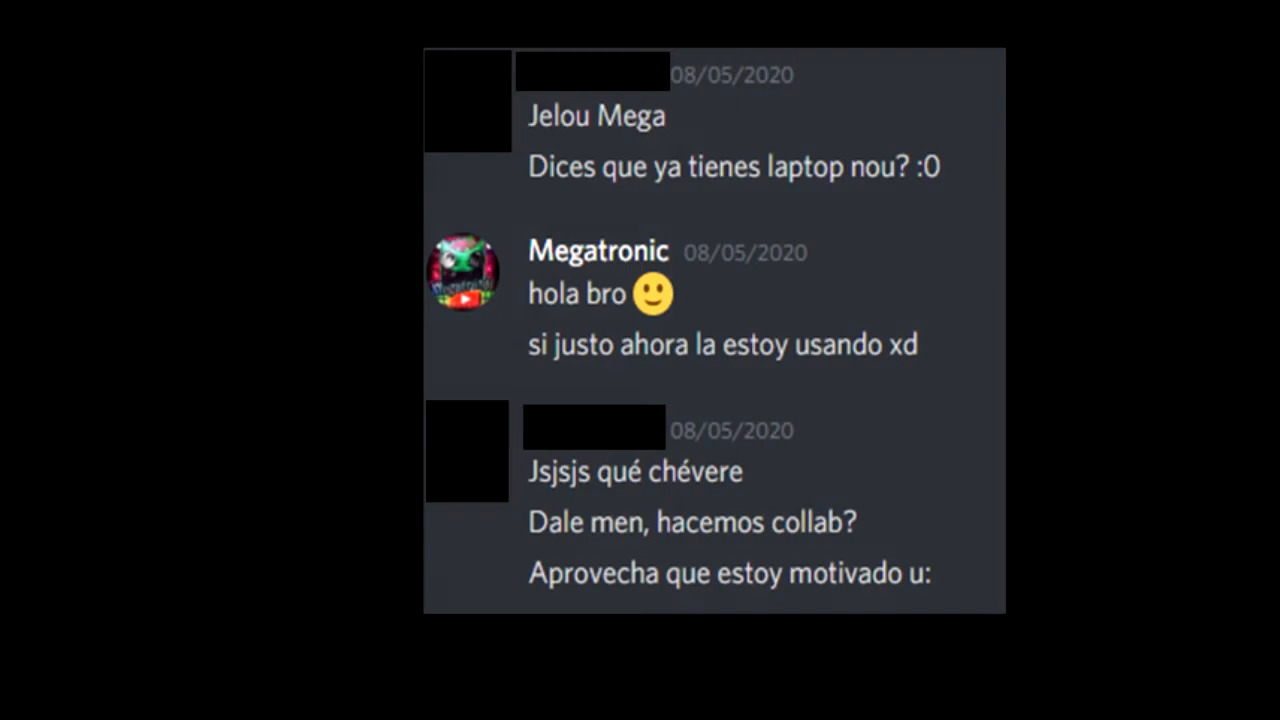 08/05/2020
Jelou Mega
Dices que ya tienes laptop nou? :0
Megatronic 08/05/2020
hola bro 🙂
si justo ahora la estoy usando xd
08/05/2020
Jsjsjs qué chévere
Dale men, hacemos collab?
Aprovecha que estoy motivado u: